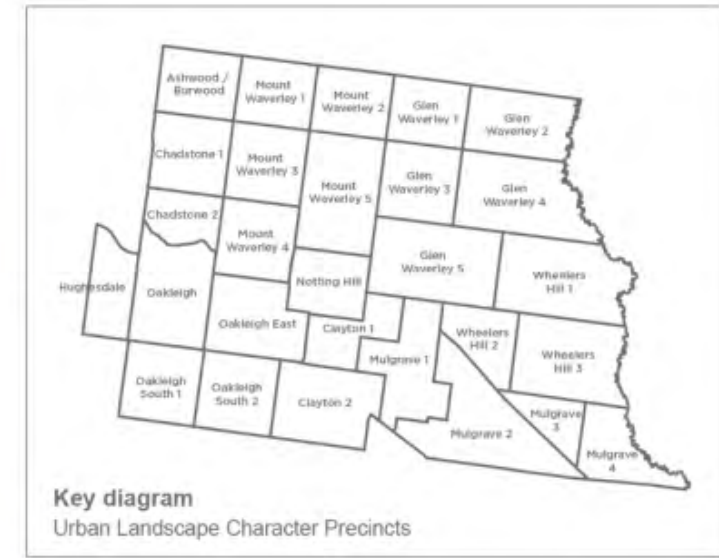 Ashwood /
Burwood
Mount
Waverley 1
Mount
Waverley 2
Glen
Waverley 1
Glen
Waverley 2
Chadstone 1
Mount
Waverley 3
Mount
Waverley 5
Glen
Waverley 3
Glen
Waverley 4
Chadstone 2
Mount
Waverley 4
Glen
Waverley 5
Hughesdale
Oakleigh
Notting Hill
Wheelers
Hill 1
Oakleigh East
Clayton 1
Mulgrave 1
Wheelers
Hill 2
Wheelers
Hill 3
Oakleigh
South 1
Oakleigh
South 2
Clayton 2
Mulgrave 2
Mulgrave
3
Mulgrave
4
Key diagram
Urban Landscape Character Precincts